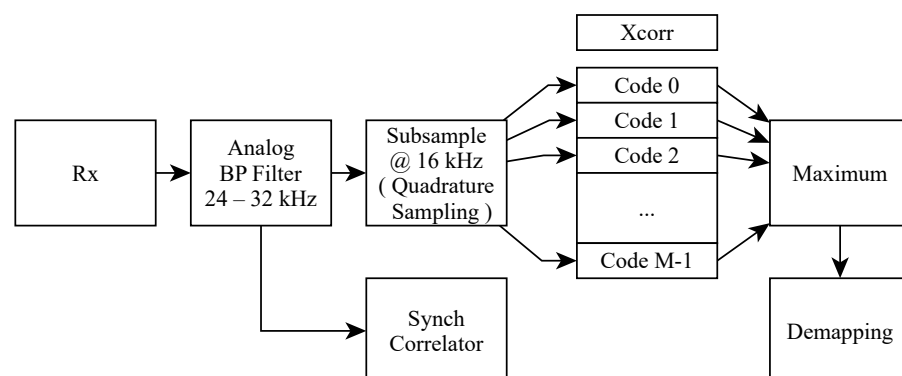 Xcorr
Code 0
Code 1
Code 2
...
Code M-1
Rx
Analog
BP Filter
24 – 32 kHz
Subsample
@ 16 kHz
( Quadrature
Sampling )
Maximum
Synch
Correlator
Demapping